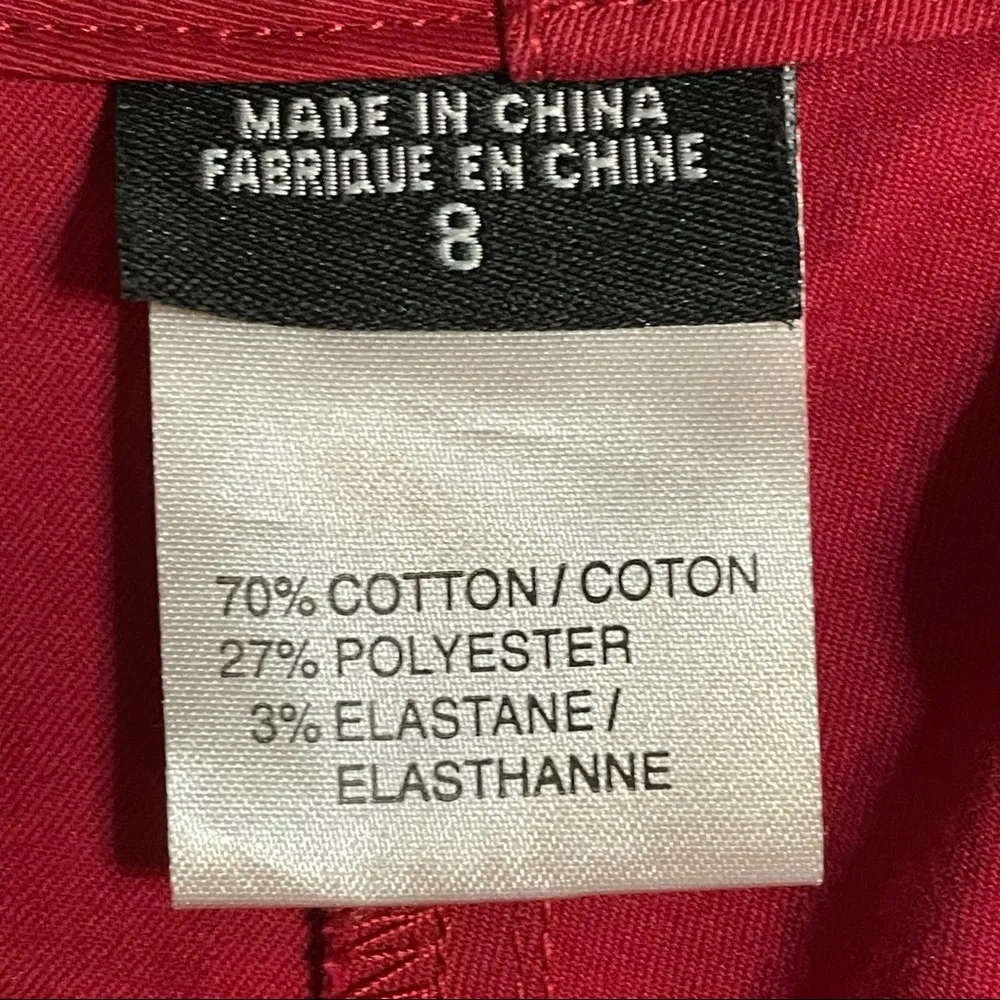 MADE IN CHINA
FABRIQUE EN CHINE
8
70% COTTON / COTON
27% POLYESTER
3% ELASTANE /
ELASTHANNE